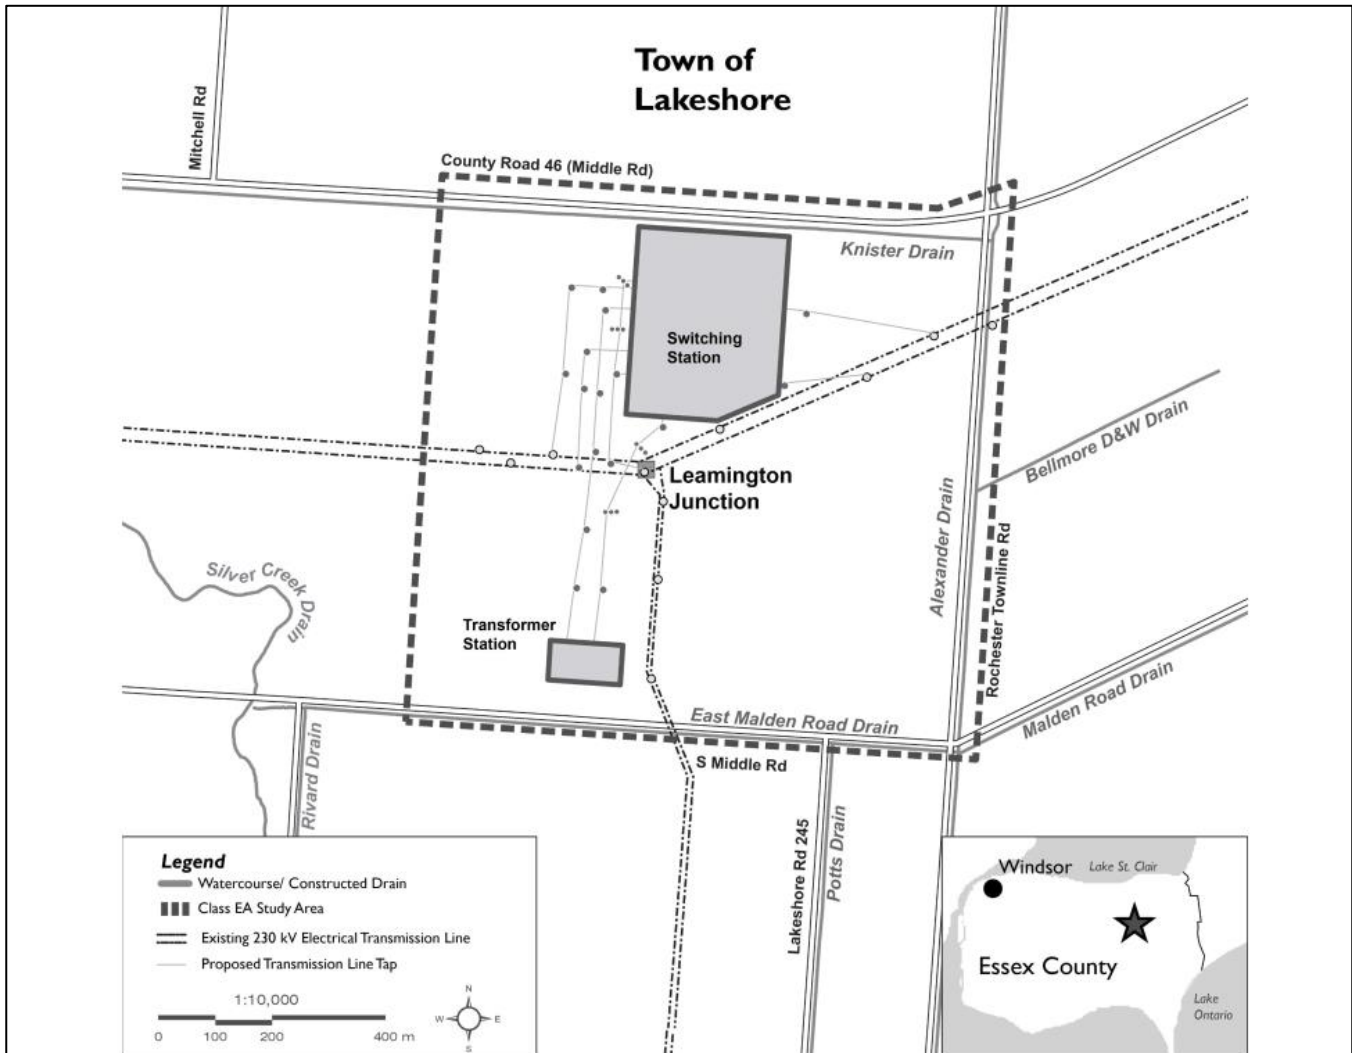 Town of
Lakeshore
Mitchell Rd
County Road 46 (Middle Rd)
Knister Drain
Switching
Station
Bellmore D&W Drain
Leamington
Junction
Alexander Drain
Rochester Townline Rd
Silver Creek Drain
Transformer
Station
Malden Road Drain
East Malden Road Drain
S Middle Rd
Rivard Drain
Lakeshore Rd 245
Potts Drain
Legend
Watercourse/ Constructed Drain
Class EA Study Area
Existing 230 kV Electrical Transmission Line
Proposed Transmission Line Tap
1:10,000
0 100 200 400 m
N
W E
S
Windsor
Lake St. Clair
Essex County
Lake
Ontario